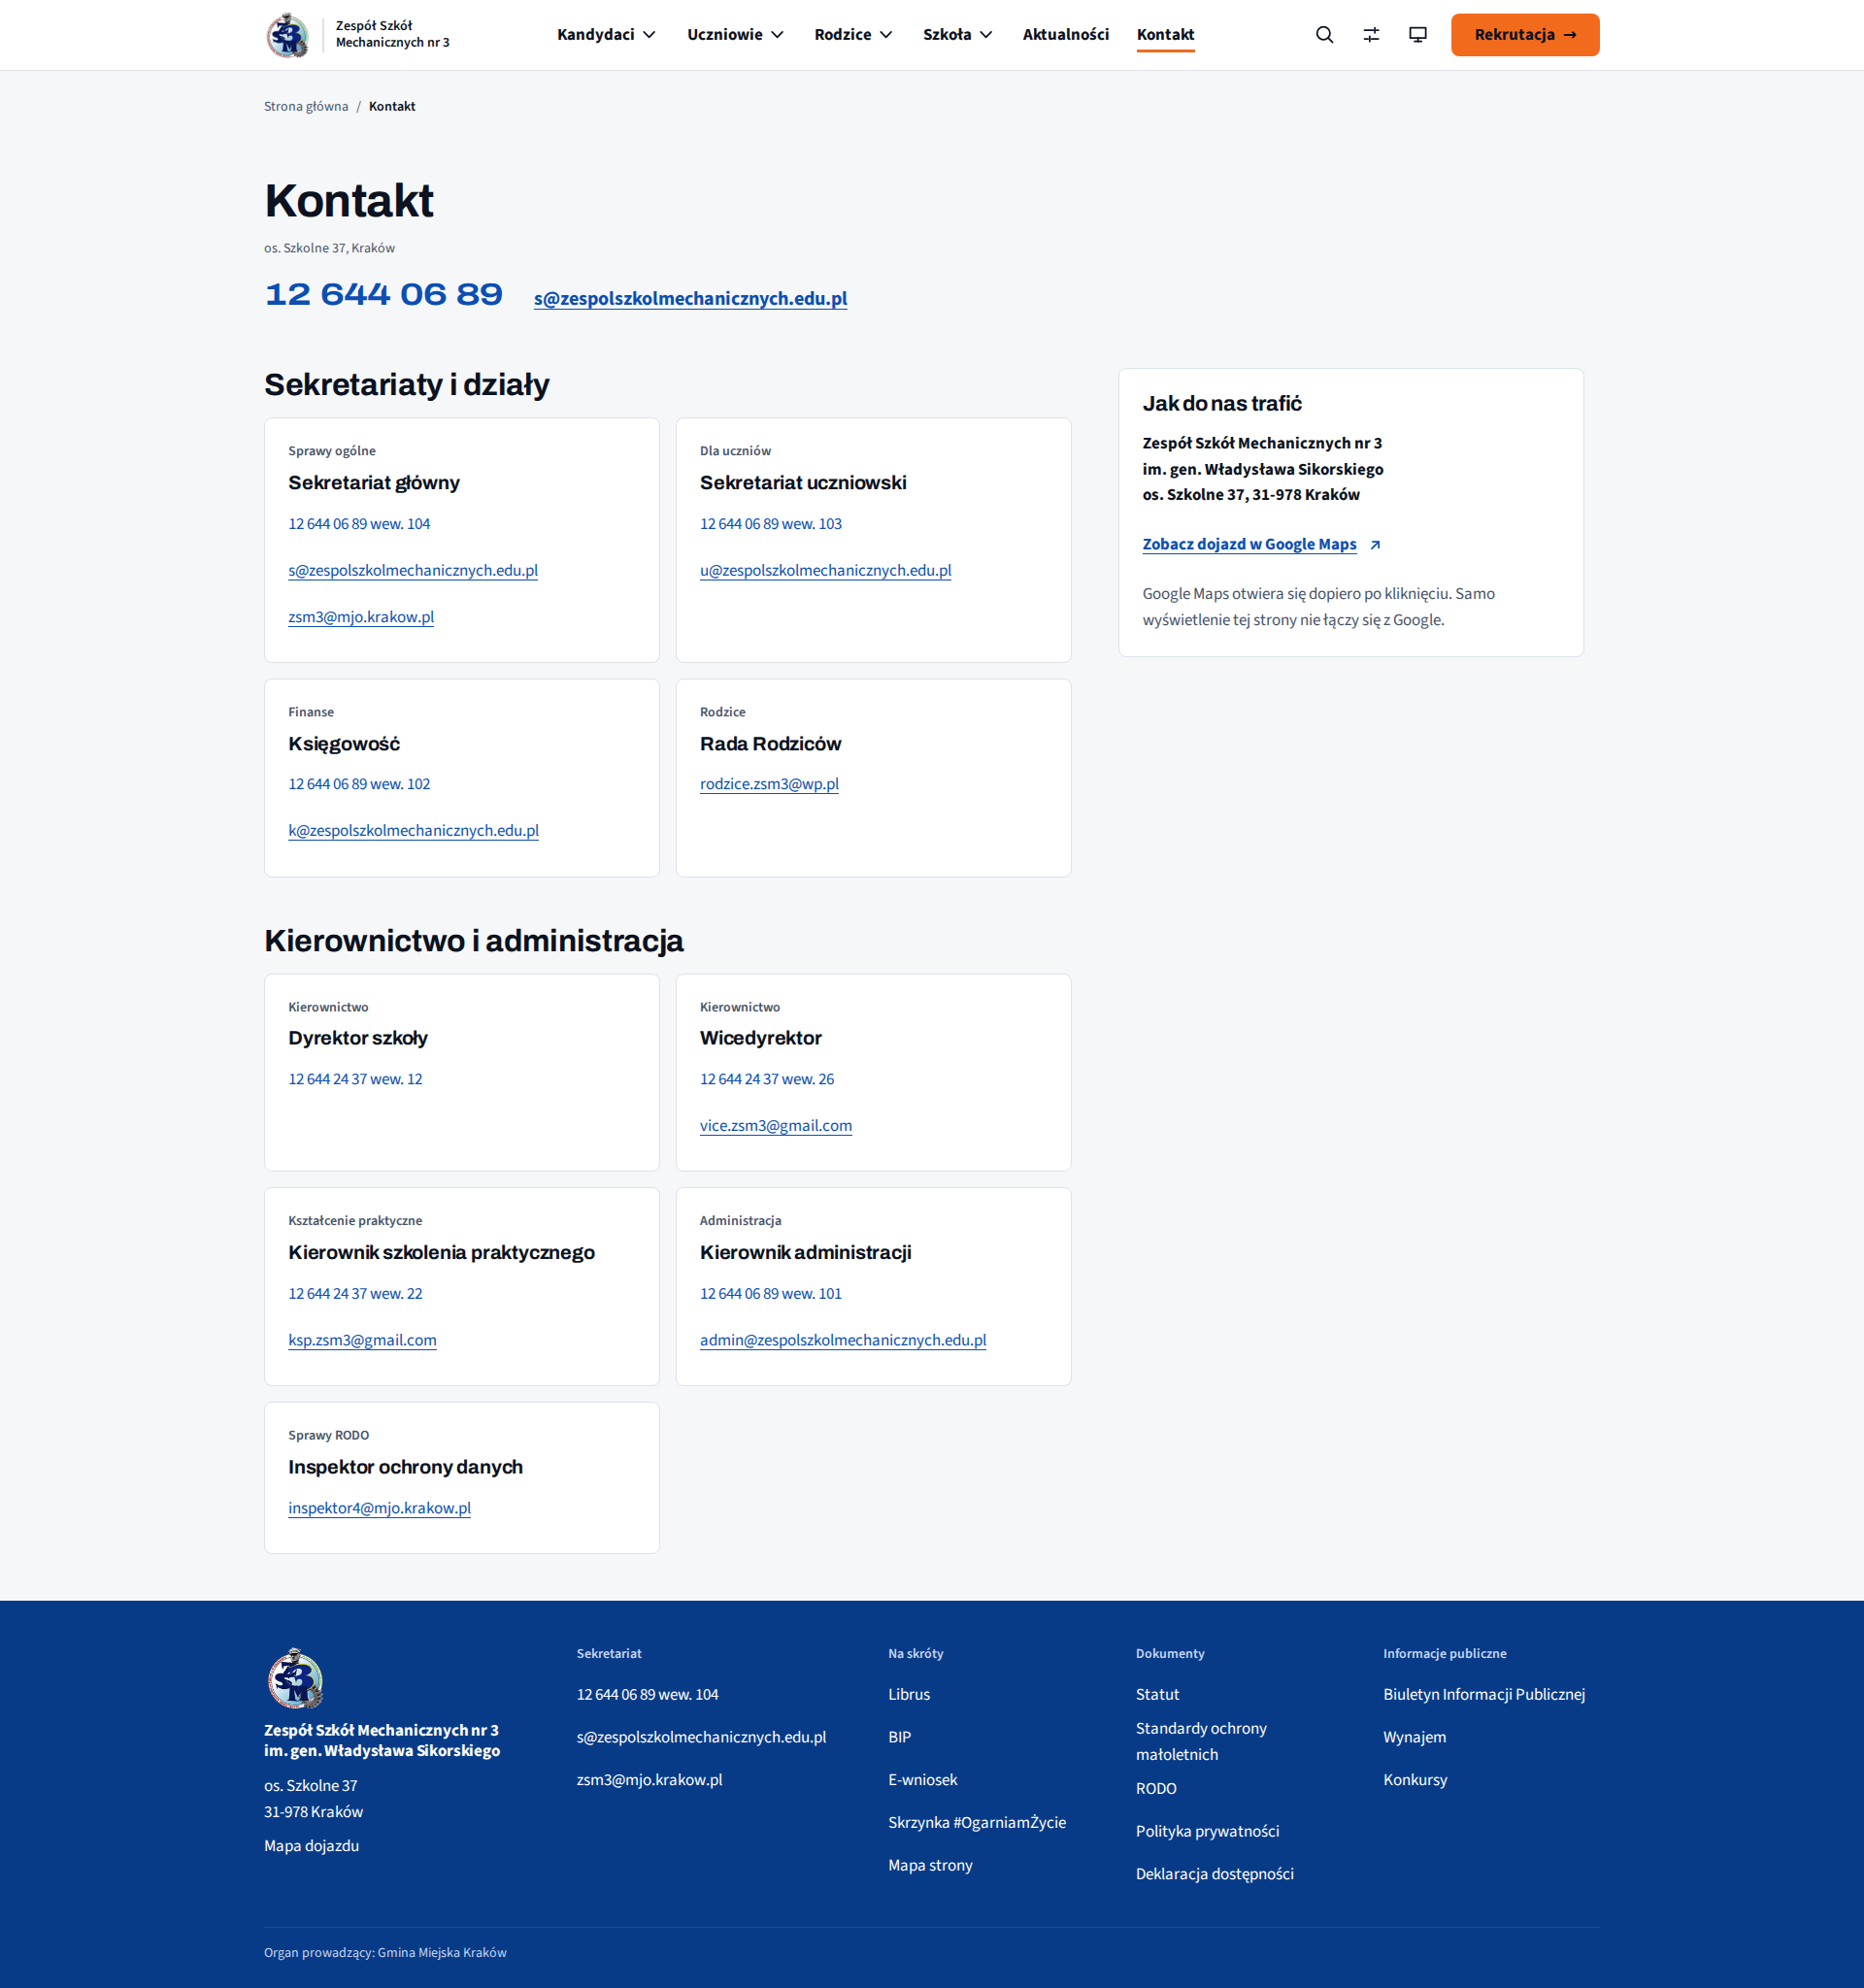 Zespół Szkół
Mechanicznych nr 3
Kandydaci
Uczniowie
Rodzice
Szkoła
Aktualności
Kontakt
Rekrutacja →
Strona główna / Kontakt
Kontakt
os. Szkolne 37, Kraków
12 644 06 89
s@zespolszkolmechanicznych.edu.pl
Sekretariaty i działy
Sprawy ogólne
Sekretariat główny
12 644 06 89 wew. 104
s@zespolszkolmechanicznych.edu.pl
zsm3@mjo.krakow.pl
Dla uczniów
Sekretariat uczniowski
12 644 06 89 wew. 103
u@zespolszkolmechanicznych.edu.pl
Finanse
Księgowość
12 644 06 89 wew. 102
k@zespolszkolmechanicznych.edu.pl
Rodzice
Rada Rodziców
rodzice.zsm3@wp.pl
Jak do nas trafić
Zespół Szkół Mechanicznych nr 3
im. gen. Władysława Sikorskiego
os. Szkolne 37, 31-978 Kraków
Zobacz dojazd w Google Maps
Google Maps otwiera się dopiero po kliknięciu. Samo
wyświetlenie tej strony nie łączy się z Google.
Kierownictwo i administracja
Kierownictwo
Dyrektor szkoły
12 644 24 37 wew. 12
Kierownictwo
Wicedyrektor
12 644 24 37 wew. 26
vice.zsm3@gmail.com
Kształcenie praktyczne
Kierownik szkolenia praktycznego
12 644 24 37 wew. 22
ksp.zsm3@gmail.com
Administracja
Kierownik administracji
12 644 06 89 wew. 101
admin@zespolszkolmechanicznych.edu.pl
Sprawy RODO
Inspektor ochrony danych
inspektor4@mjo.krakow.pl
Zespół Szkół Mechanicznych nr 3
im. gen. Władysława Sikorskiego
os. Szkolne 37
31-978 Kraków
Mapa dojazdu
Sekretariat
12 644 06 89 wew. 104
s@zespolszkolmechanicznych.edu.pl
zsm3@mjo.krakow.pl
Na skróty
Librus
BIP
E-wniosek
Skrzynka #OgarniamŻycie
Mapa strony
Dokumenty
Statut
Standardy ochrony
małoletnich
RODO
Polityka prywatności
Deklaracja dostępności
Informacje publiczne
Biuletyn Informacji Publicznej
Wynajem
Konkursy
Organ prowadzący: Gmina Miejska Kraków